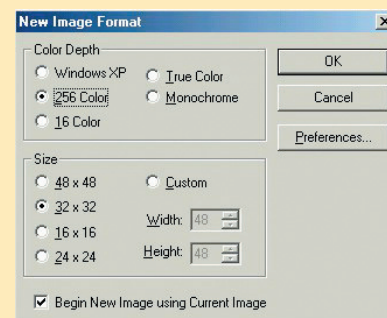 New Image Format
Color Depth
Windows XP
True Color
256 Color
Monochrome
16 Color
Size
48 x 48
Custom
32 x 32
Width: 48
16 x 16
Height: 48
24 x 24
Begin New Image using Current Image
OK
Cancel
Preferences...